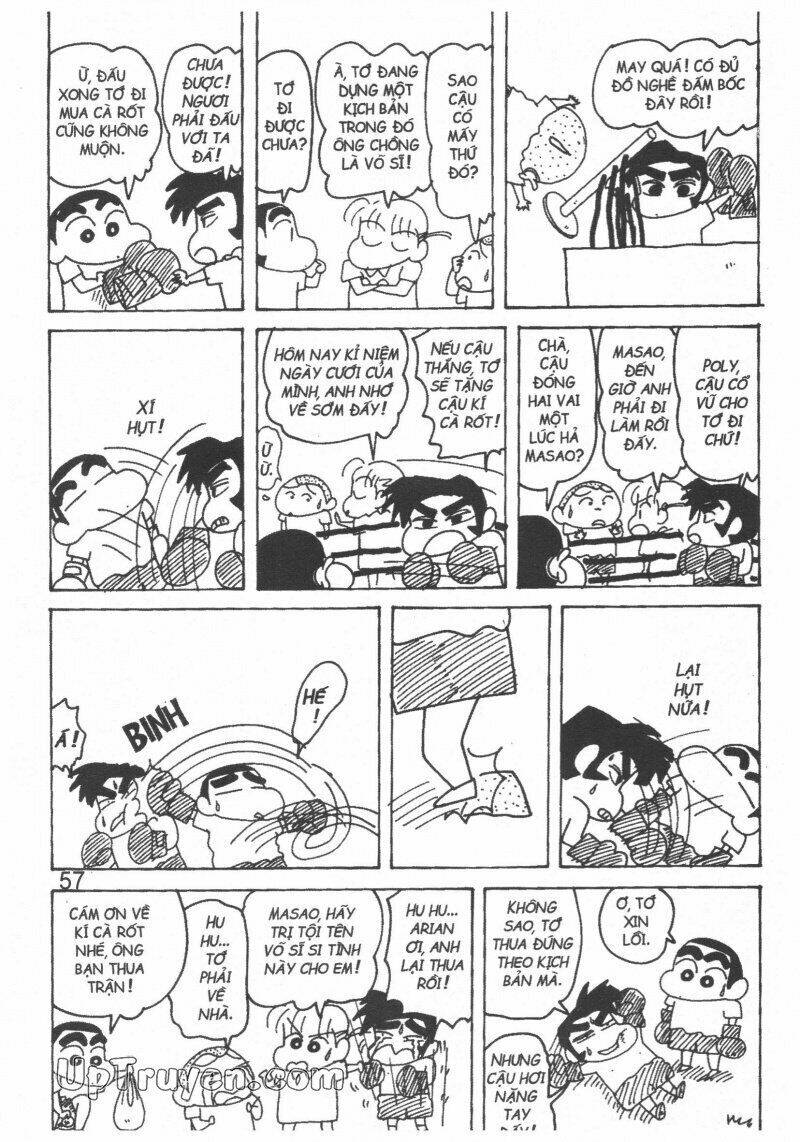 MAY QUÁ! CÓ ĐỦ
ĐỒ NGHỀ ĐẤM BỐC
ĐÂY RỒI!
SAO
CẬU CÓ
MẤY
THỨ
ĐÓ?
À, TỚ ĐANG
DỰNG MỘT
KỊCH BẢN
TRONG ĐÓ
ÔNG CHỒNG
LÀ VÕ SĨ!
TỚ
ĐI
ĐƯỢC
CHƯA?
CHƯA
ĐƯỢC!
NGƯƠI
PHẢI ĐẤU
VỚI TA
ĐÃ!
Ừ, ĐẤU
XONG TỚ ĐI
MUA CÀ RỐT
CŨNG KHÔNG
MUỘN.
POLY,
CẬU CỔ
VŨ CHO
TỚ ĐI
CHỨ!
MASAO,
ĐẾN
GIỜ ANH
PHẢI ĐI
LÀM RỒI
ĐẤY.
CHÀ,
CẬU
ĐÓNG
HAI VAI
MỘT
LÚC HẢ
MASAO?
NẾU CẬU
THẮNG, TỚ
SẼ TẶNG
CẬU KÍ
CÀ RỐT!
HÔM NAY KỈ NIỆM
NGÀY CƯỚI CỦA
MÌNH, ANH NHỚ
VỀ SỚM ĐẤY!
Ừ
Ừ.
XÍ
HỤT!
LẠI
HỤT
NỮA!
HẾ
!
BINH
Á!
57
Ơ, TỚ
XIN
LỖI.
KHÔNG
SAO, TỚ
THUA ĐÚNG
THEO KỊCH
BẢN MÀ.
NHƯNG
CẬU HƠI
NẶNG
TAY
ĐẤY!
HU HU...
ARIAN
ƠI, ANH
LẠI THUA
RỒI!
MASAO, HÃY
TRỊ TỘI TÊN
VÕ SĨ SI TÌNH
NÀY CHO EM!
HU
HU...
TỚ
PHẢI
VỀ
NHÀ.
CÁM ƠN VỀ
KÍ CÀ RỐT
NHÉ, ÔNG
BẠN THUA
TRẬN!
UpTruyen.com